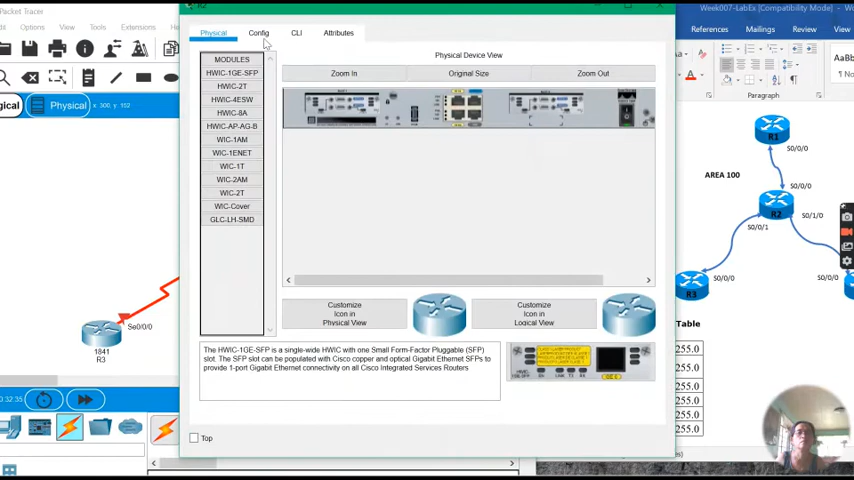 Packet Tracer
Options View Tools
Physical x: 300, y: 152
R2
Physical Config CLI Attributes
MODULES
HWIC-1GE-SFP
HWIC-2T
HWIC-4ESW
HWIC-8A
HWIC-AP-AG-B
WIC-1AM
WIC-1ENET
WIC-1T
WIC-2AM
WIC-2T
WIC-Cover
GLC-LH-SMD
Physical Device View
Zoom In Original Size Zoom Out
Customize
Icon in
Physical View
Customize
Icon in
Logical View
The HWIC-1GE-SFP is a single-wide HWIC with one Small Form-Factor Pluggable (SFP)
slot. The SFP slot can be populated with Cisco copper and optical Gigabit Ethernet SFPs to
provide 1-port Gigabit Ethernet connectivity on all Cisco Integrated Services Routers
Top
Se0/0/0
1841
R3
Week007-LabEx [Compatibility Mode]
References Mailings Review View
Paragraph
R1
S0/0/0
AREA 100
S0/0/0
R2
S0/1/0
S0/0/1
R3
S0/0/0
S0/0/
Table
255.0
255.0
255.0
255.0
255.0
255.0